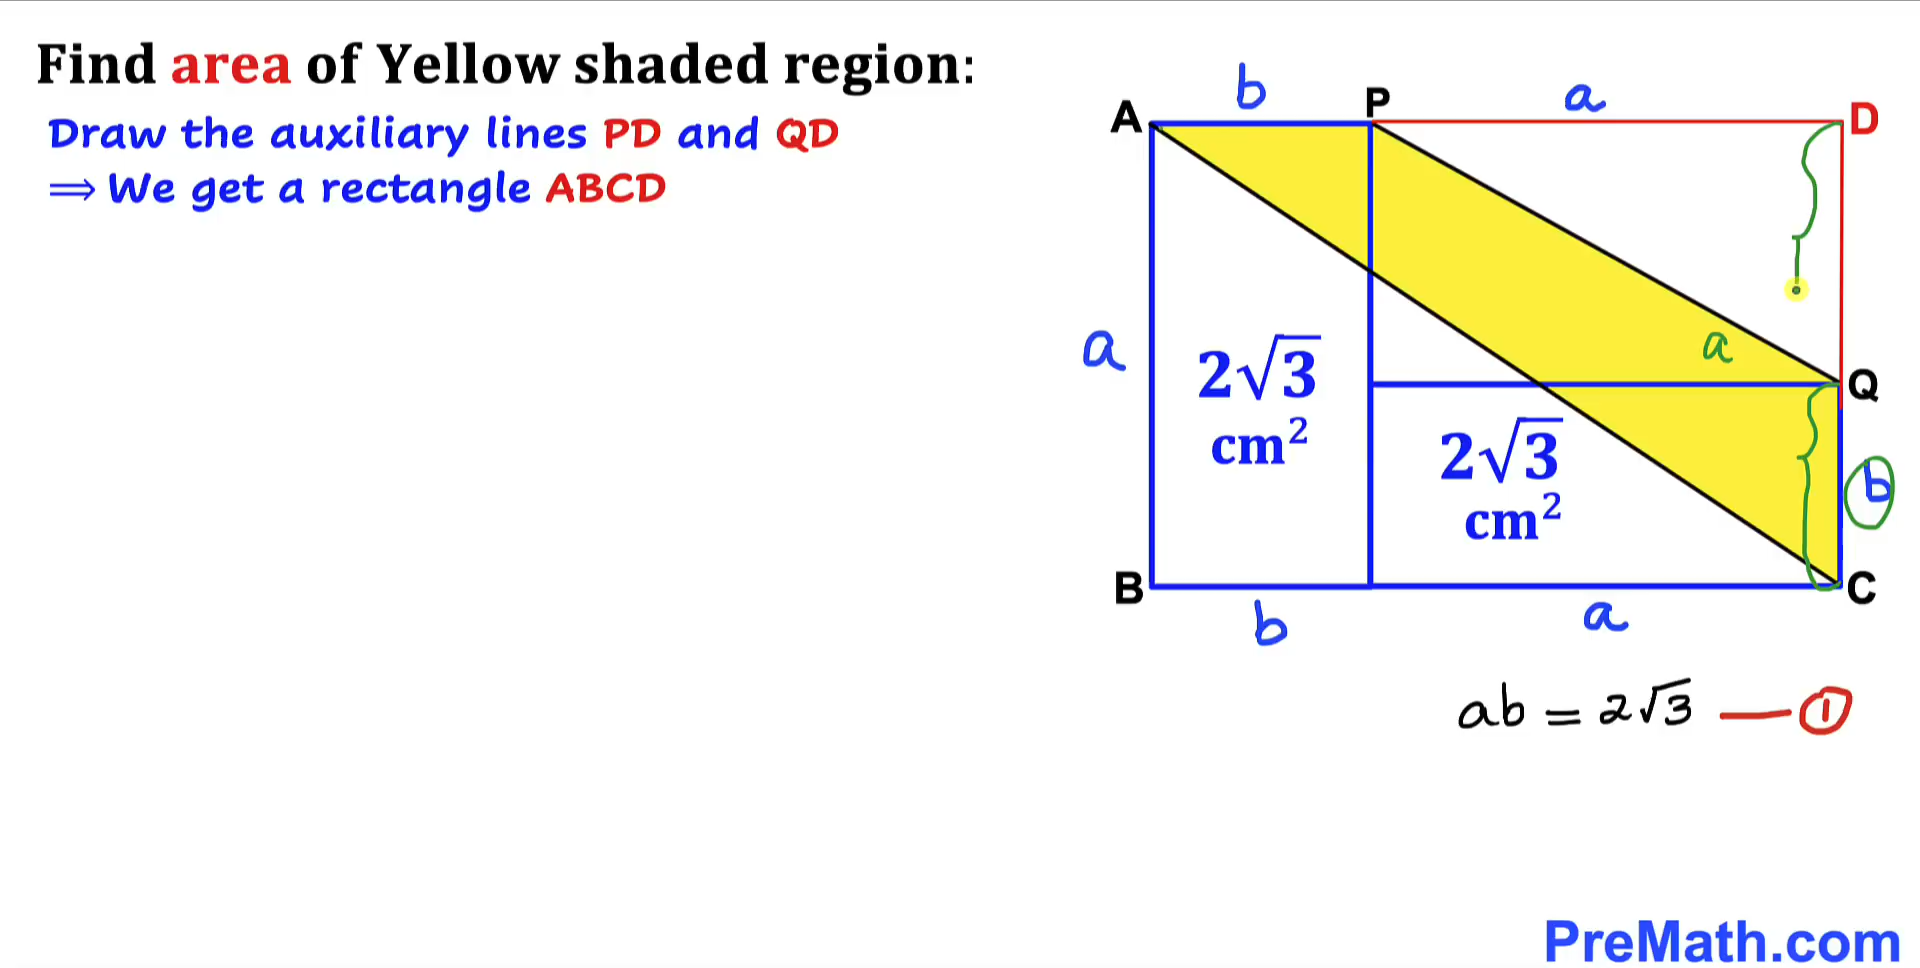 Find area of Yellow shaded region:
Draw the auxiliary lines PD and QD
⟹ We get a rectangle ABCD
b
P
a
A
D
a
a
2√3
cm²
Q
2√3
cm²
b
B
C
b
a
ab = 2√3 — ①
PreMath.com